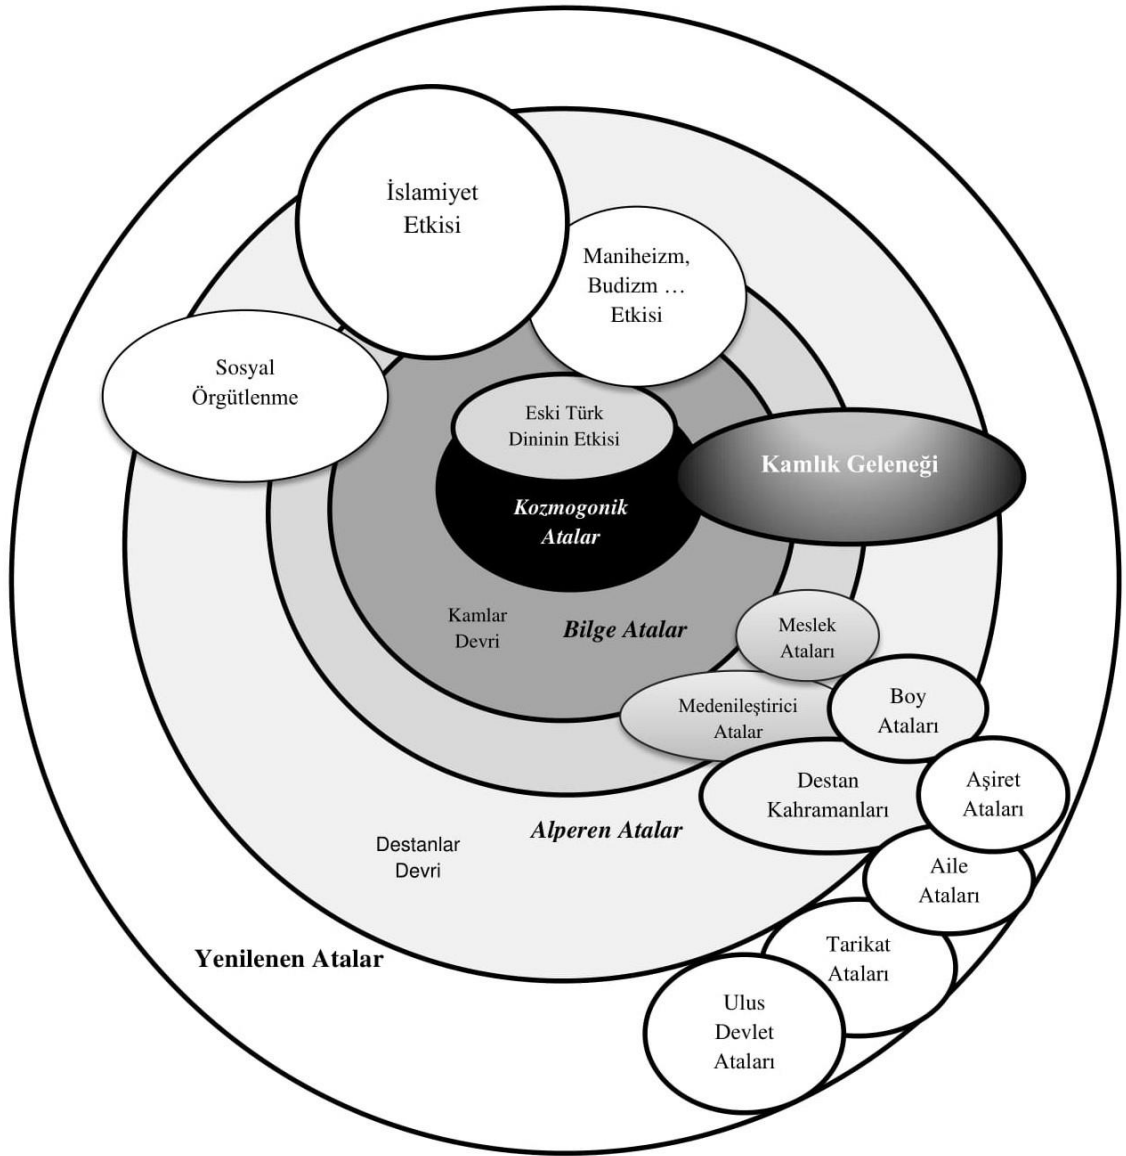 İslamiyet
Etkisi
Maniheizm,
Budizm …
Etkisi
Sosyal
Örgütlenme
Eski Türk
Dininin Etkisi
Kamlık Geleneği
Kozmogonik
Atalar
Kamlar
Devri
Bilge Atalar
Meslek
Ataları
Medenileştirici
Atalar
Boy
Ataları
Destan
Kahramanları
Aşiret
Ataları
Alperen Atalar
Destanlar
Devri
Aile
Ataları
Yenilenen Atalar
Tarikat
Ataları
Ulus
Devlet
Ataları